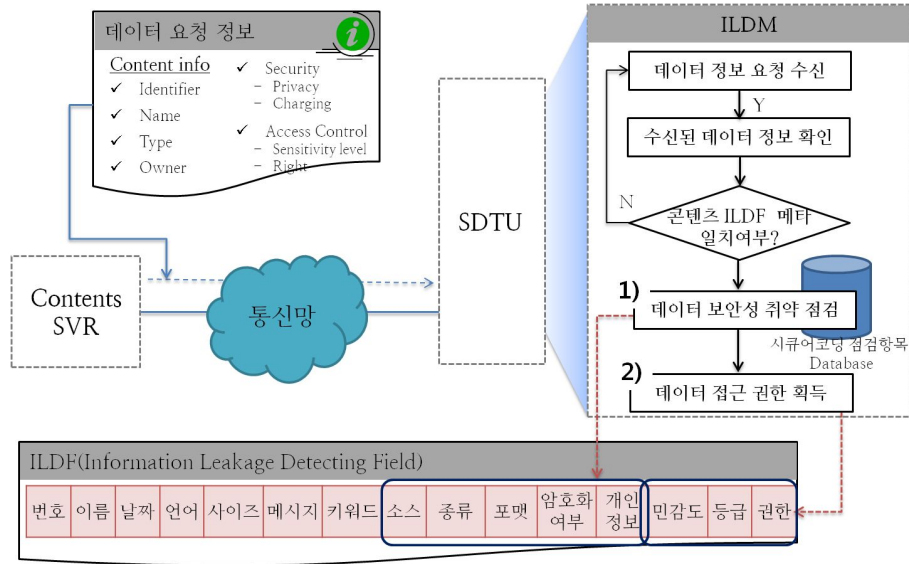 데이터 요청 정보
i
Content info
✓ Identifier
✓ Name
✓ Type
✓ Owner
✓ Security
– Privacy
– Charging
✓ Access Control
– Sensitivity level
– Right
Contents
SVR
통신망
SDTU
ILDM
데이터 정보 요청 수신
Y
수신된 데이터 정보 확인
N
콘텐츠 ILDF 메타
일치여부?
1)
데이터 보안성 취약 점검
시큐어코딩 점검항목
Database
2)
데이터 접근 권한 획득
ILDF(Information Leakage Detecting Field)
번호 이름 날짜 언어 사이즈 메시지 키워드 소스 종류 포맷 암호화 여부 개인 정보 민감도 등급 권한